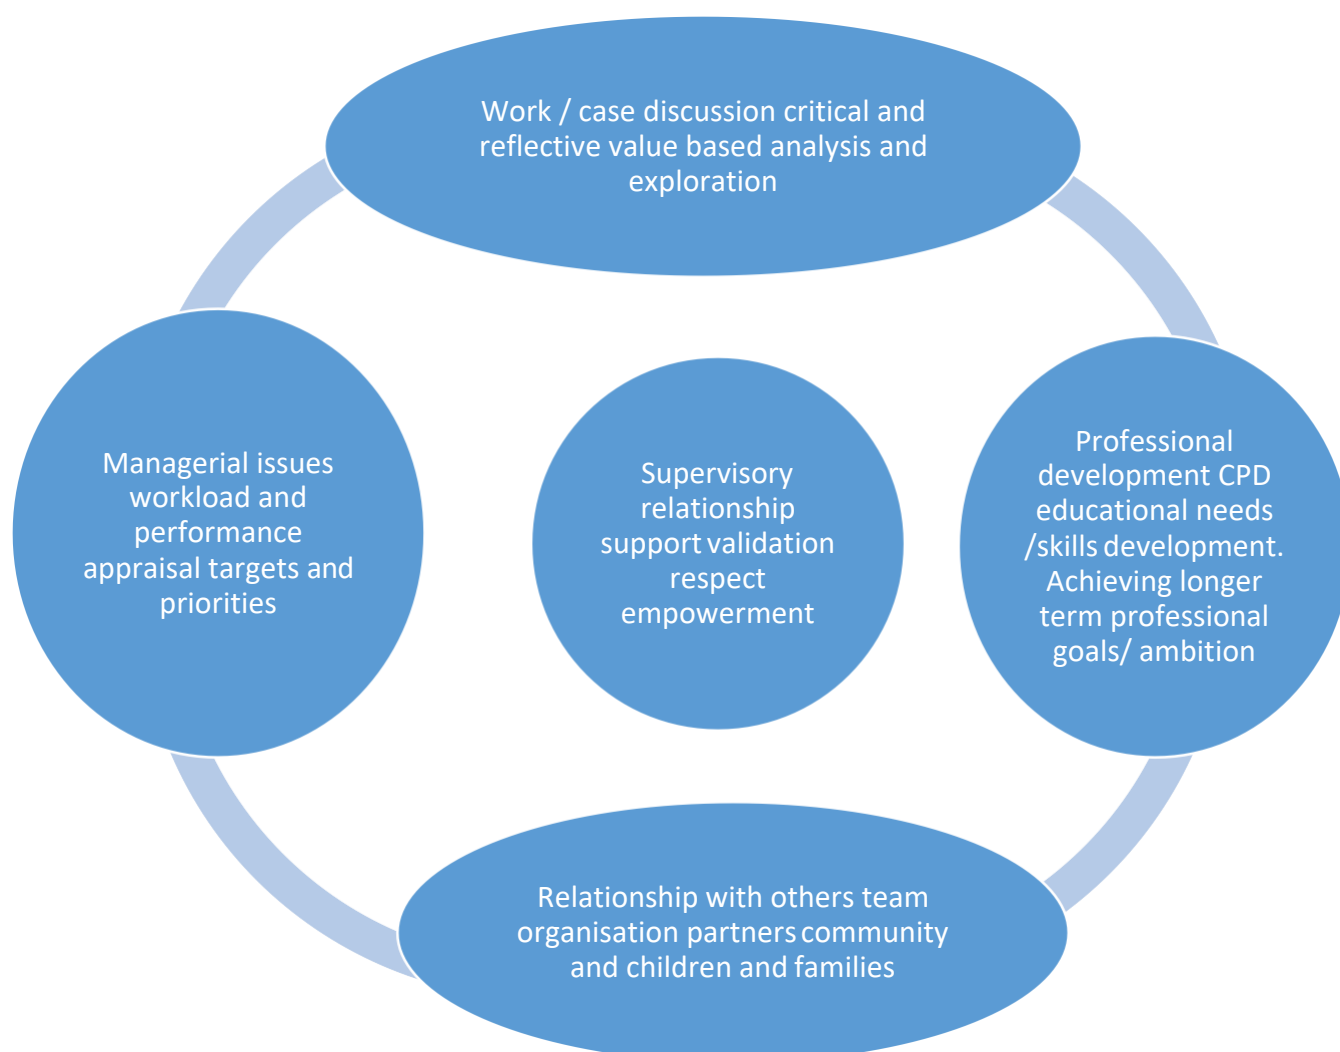 Work / case discussion critical and
reflective value based analysis and
exploration
Managerial issues
workload and
performance
appraisal targets and
priorities
Supervisory
relationship
support validation
respect
empowerment
Professional
development CPD
educational needs
/skills development.
Achieving longer
term professional
goals/ ambition
Relationship with others team
organisation partners community
and children and families